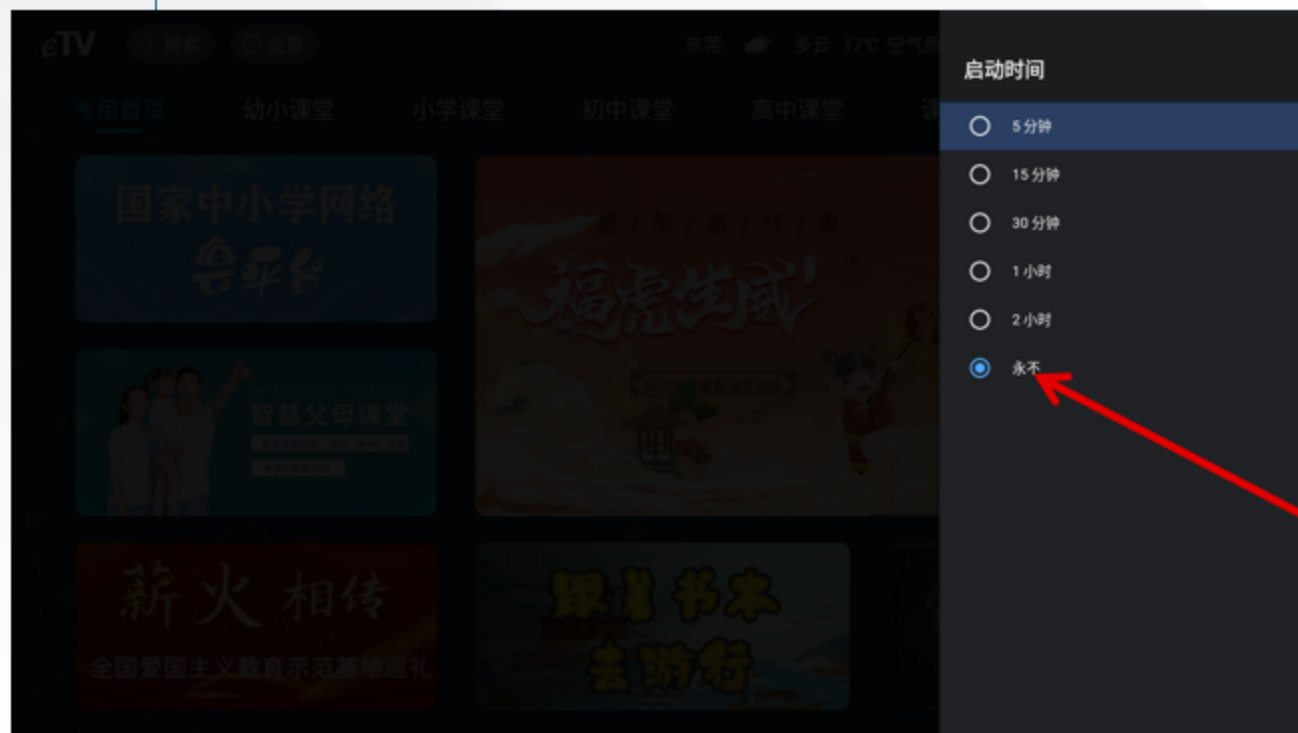 eTV 搜索 设置 东莞 多云 17℃ 空气质
专用首页 幼小课堂 小学课堂 初中课堂 高中课堂 课
启动时间
5 分钟
15 分钟
30 分钟
1 小时
2 小时
永不
国家中小学网络
云平台
新 / 年 / 新 / 气 / 象
福虎生威
智慧父母课堂
薪火相传
全国爱国主义教育示范基地巡礼
跟着书本
去游行